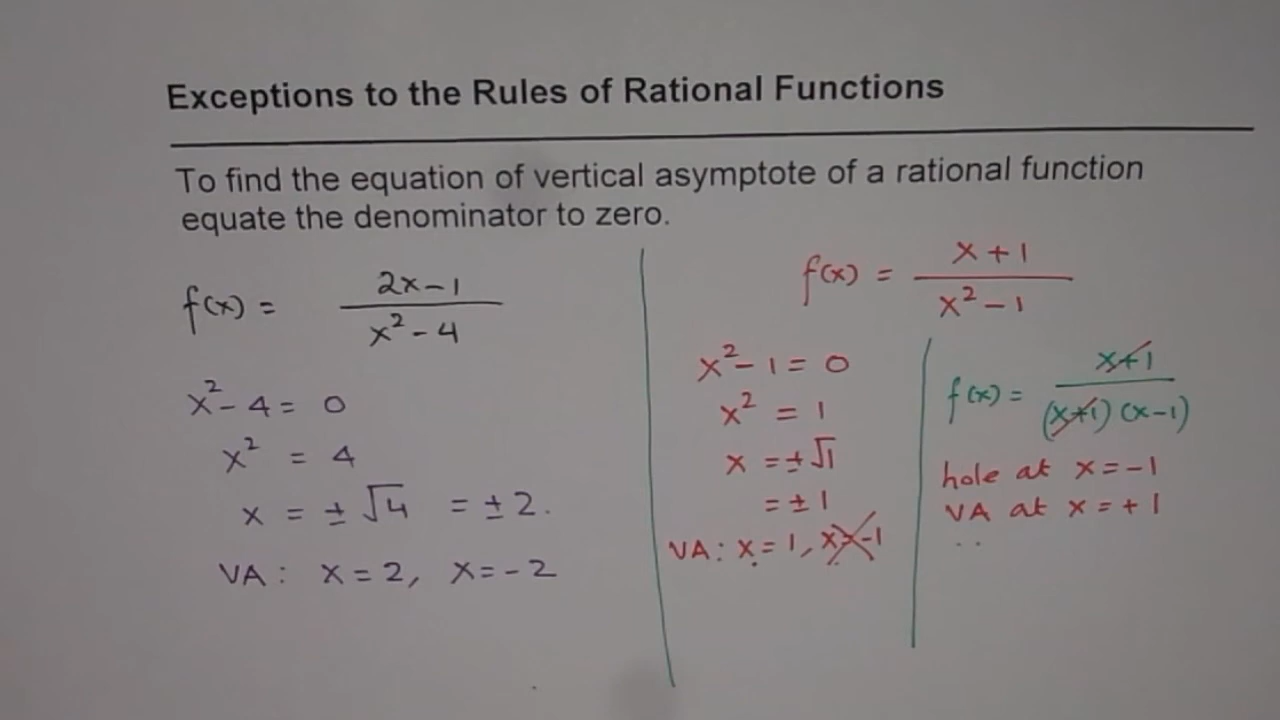 Exceptions to the Rules of Rational Functions
To find the equation of vertical asymptote of a rational function
equate the denominator to zero.
f(x) = 2x-1
x² - 4
x² - 4 = 0
x² = 4
x = ± √4 = ± 2.
VA : x = 2, x = - 2
f(x) = x + 1
x² - 1
x² - 1 = 0
x² = 1
x = ± √1
= ± 1
VA : x = 1, x = -1
f(x) = x+1
(x+1) (x-1)
hole at x = -1
VA at x = + 1